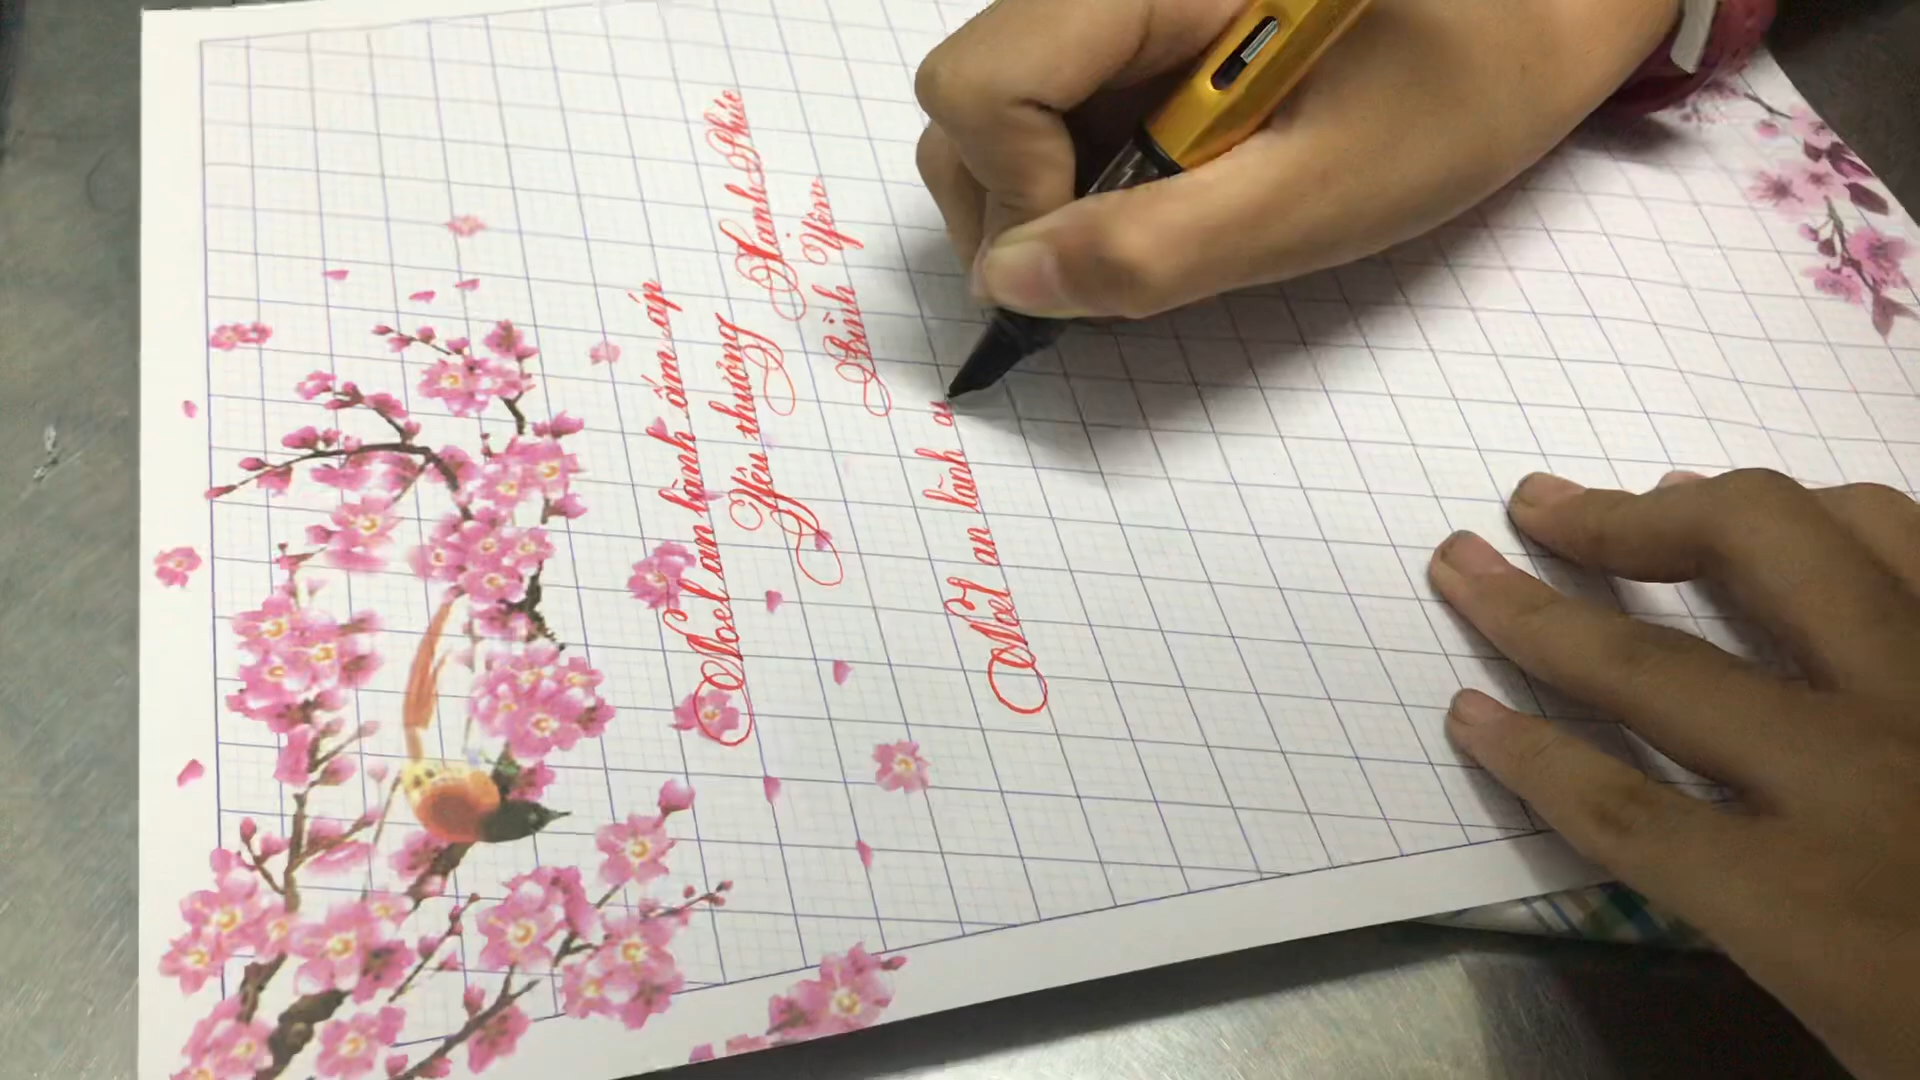 Noel an lành ấm áp
Yêu thương
Hạnh Phúc
Bình Yên
Noel an lành